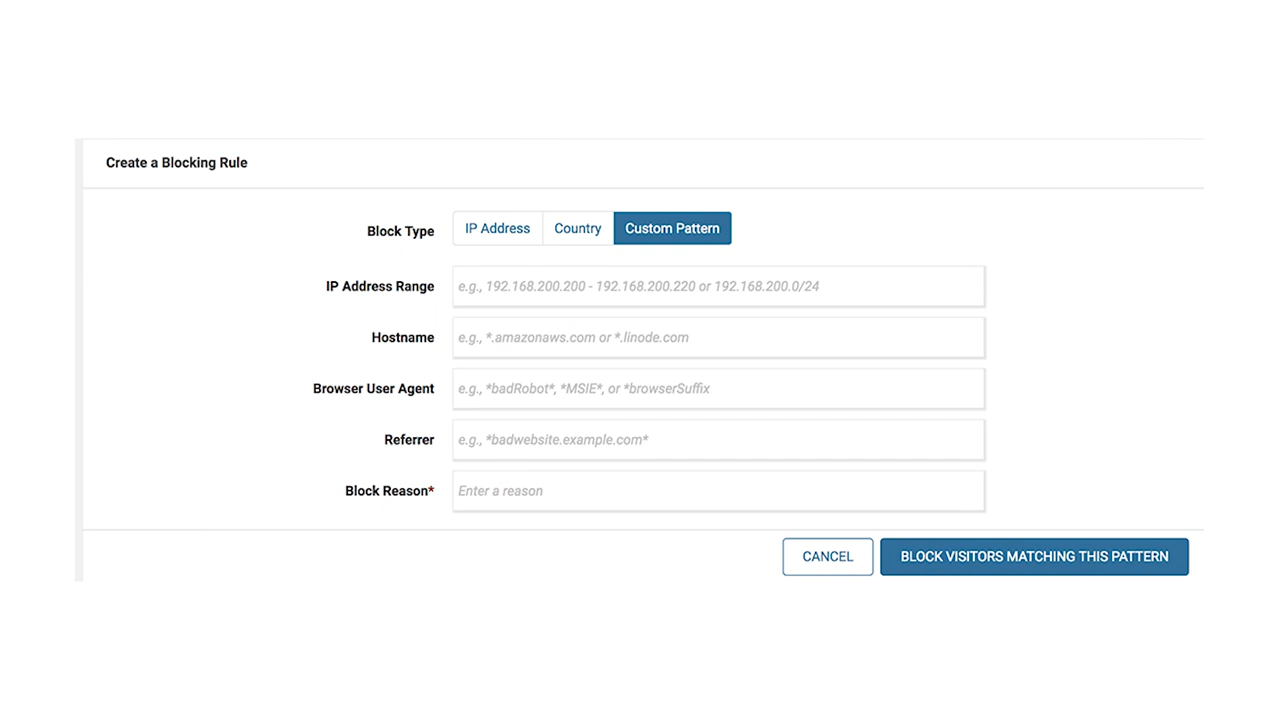 Create a Blocking Rule
Block Type IP Address Country Custom Pattern
IP Address Range e.g., 192.168.200.200 - 192.168.200.220 or 192.168.200.0/24
Hostname e.g., *.amazonaws.com or *.linode.com
Browser User Agent e.g., *badRobot*, *MSIE*, or *browserSuffix
Referrer e.g., *badwebsite.example.com*
Block Reason* Enter a reason
CANCEL BLOCK VISITORS MATCHING THIS PATTERN